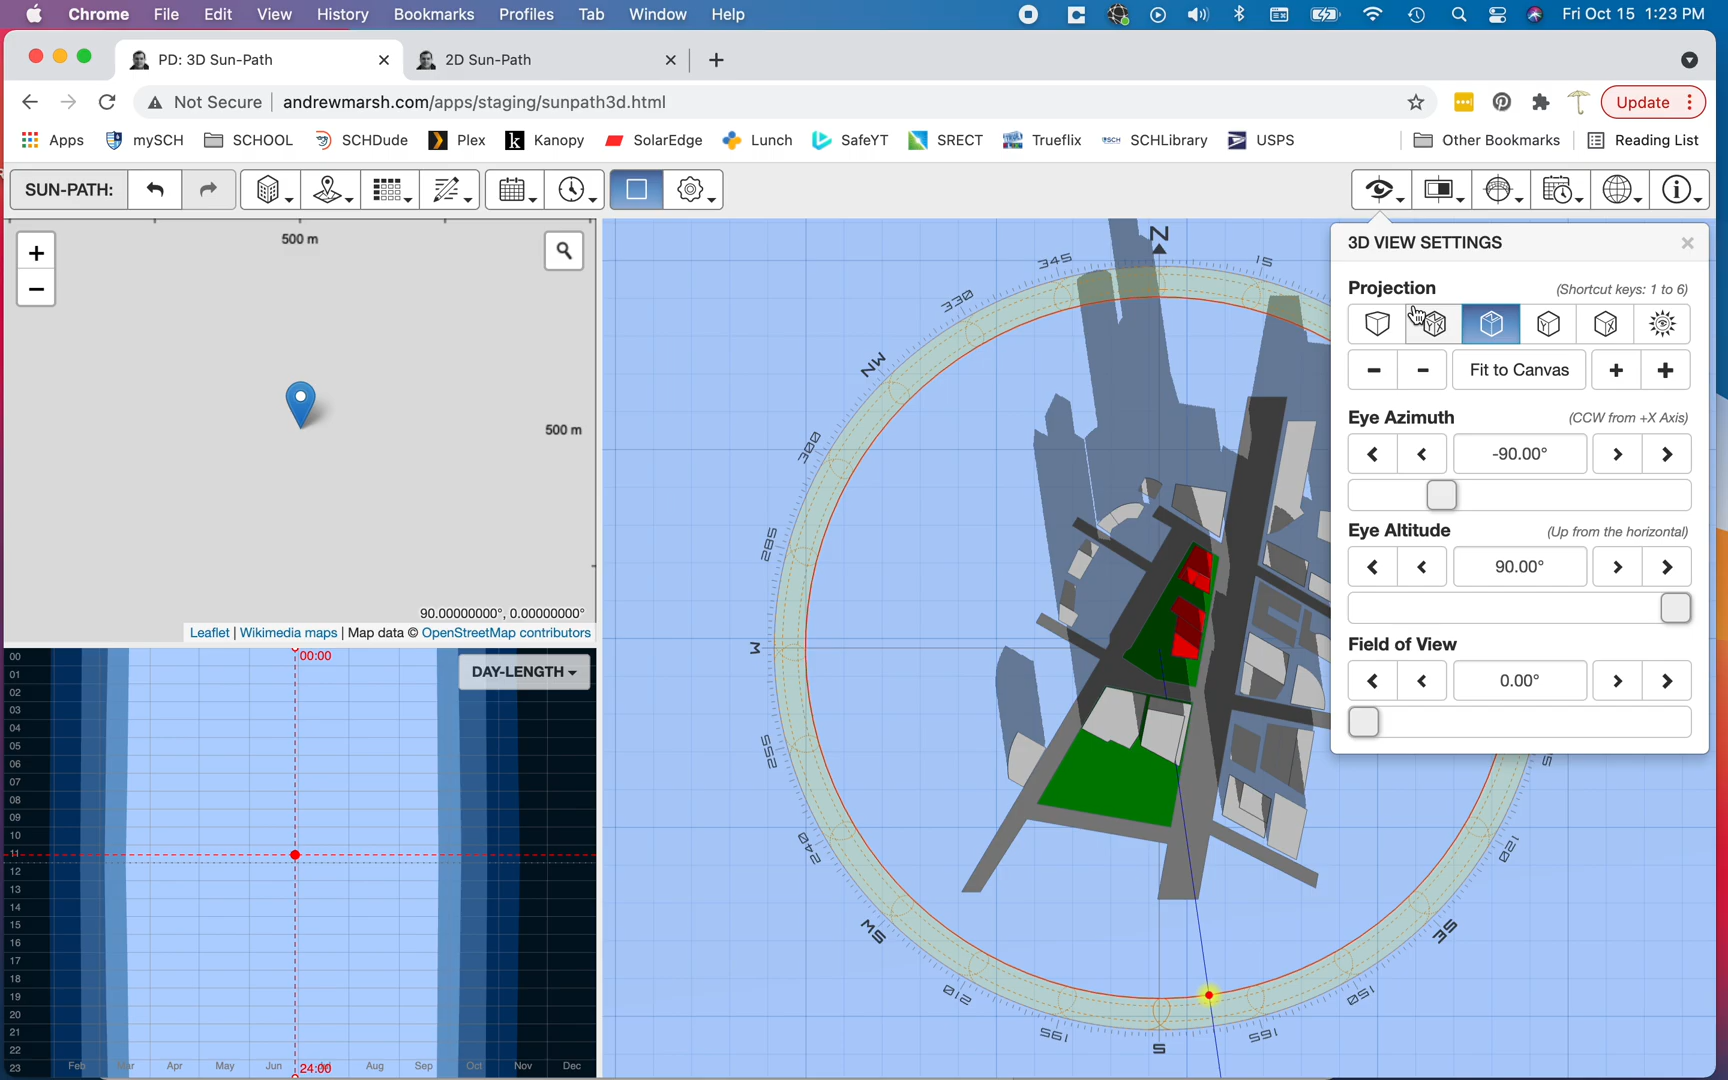 Chrome File Edit View History Bookmarks Profiles Tab Window Help Fri Oct 15 1:23 PM
PD: 3D Sun-Path 2D Sun-Path
Not Secure andrewmarsh.com/apps/staging/sunpath3d.html Update
Apps mySCH SCHOOL SCHDude Plex Kanopy SolarEdge Lunch SafeYT SRECT Trueflix SCHLibrary USPS Other Bookmarks Reading List
SUN-PATH:
500 m
500 m
90.00000000°, 0.00000000°
Leaflet | Wikimedia maps | Map data © OpenStreetMap contributors
DAY-LENGTH
00:00
00
01
02
03
04
05
06
07
08
09
10
11
12
13
14
15
16
17
18
19
20
21
22
23
Feb Mar Apr May Jun Aug Sep Oct Nov Dec
24:00
N
345
15
330
NW
300
285
W
255
240
SW
210
195
S
165
150
SE
120
3D VIEW SETTINGS
Projection (Shortcut keys: 1 to 6)
Fit to Canvas
Eye Azimuth (CCW from +X Axis)
-90.00°
Eye Altitude (Up from the horizontal)
90.00°
Field of View
0.00°